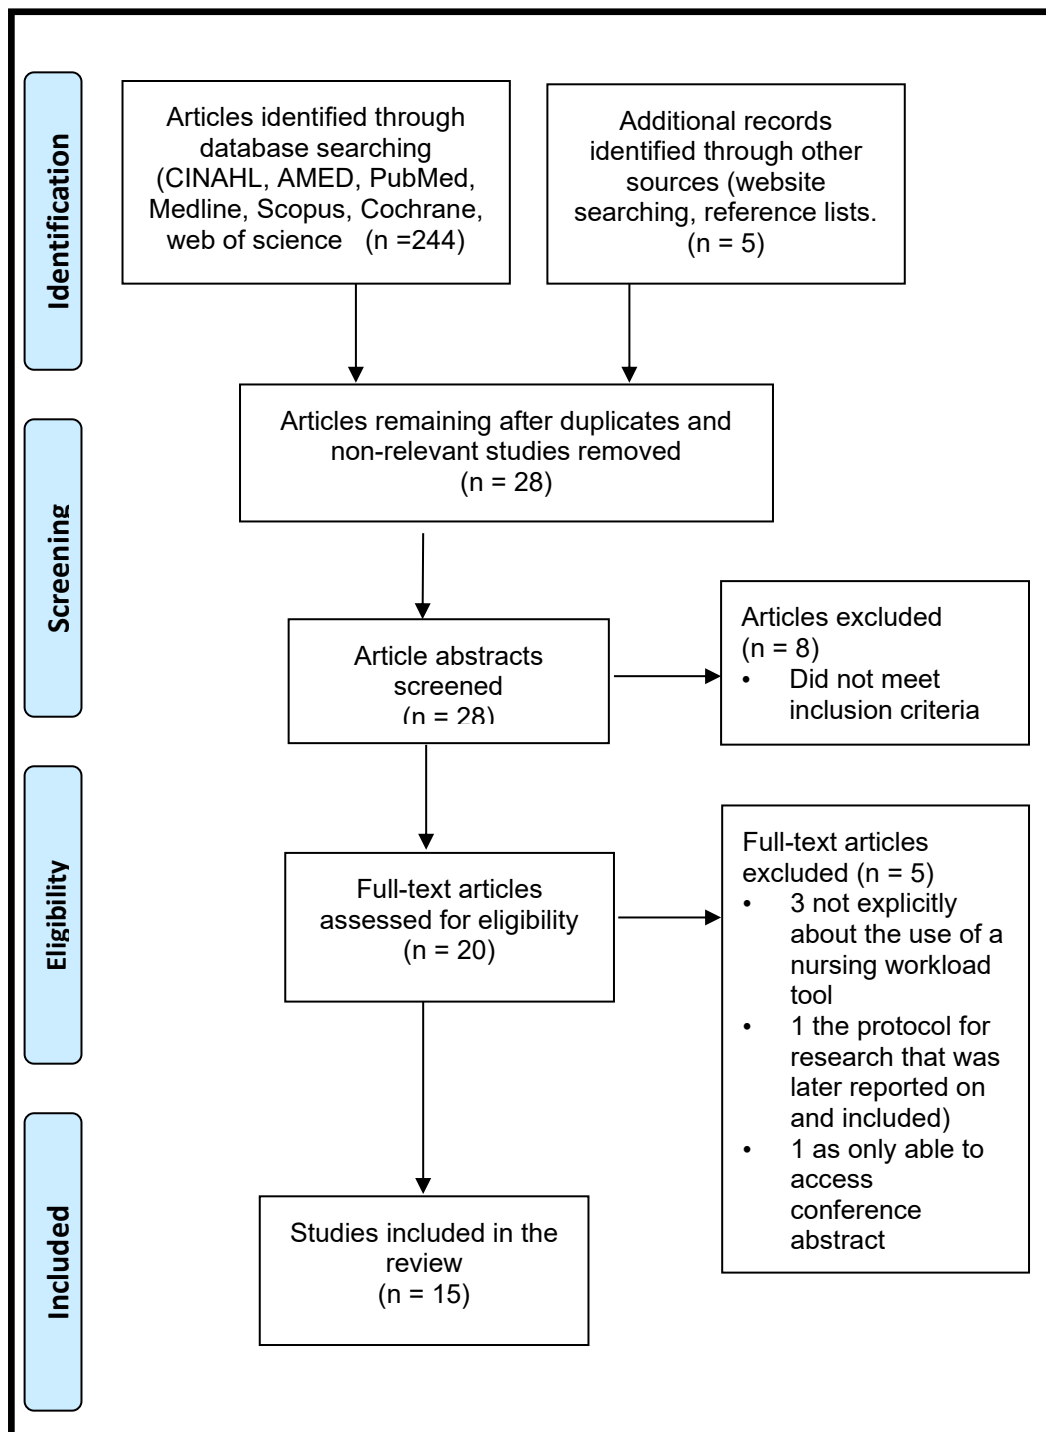 Identification
Articles identified through
database searching
(CINAHL, AMED, PubMed,
Medline, Scopus, Cochrane,
web of science (n =244)
Additional records
identified through other
sources (website
searching, reference lists.
(n = 5)
Articles remaining after duplicates and
non-relevant studies removed
(n = 28)
Screening
Article abstracts
screened
(n = 28)
Articles excluded
(n = 8)
• Did not meet
inclusion criteria
Eligibility
Full-text articles
assessed for eligibility
(n = 20)
Full-text articles
excluded (n = 5)
• 3 not explicitly
about the use of a
nursing workload
tool
• 1 the protocol for
research that was
later reported on
and included)
• 1 as only able to
access
conference
abstract
Included
Studies included in the
review
(n = 15)